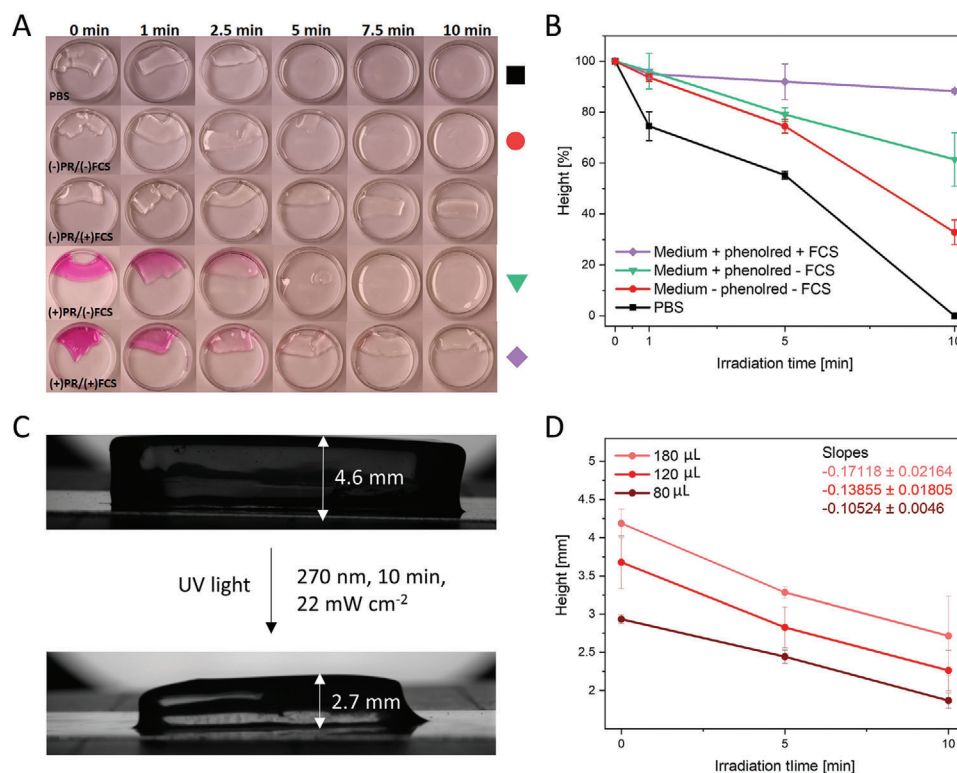 A
0 min 1 min 2.5 min 5 min 7.5 min 10 min
PBS
(-)PR/(-)FCS
(-)PR/(+)FCS
(+)PR/(-)FCS
(+)PR/(+)FCS
B
100
80
60
40
20
0
Height [%]
Medium + phenolred + FCS
Medium + phenolred - FCS
Medium - phenolred - FCS
PBS
0 1 5 10
Irradiation time [min]
C
4.6 mm
UV light
270 nm, 10 min,
22 mW cm⁻²
2.7 mm
D
180 µL
120 µL
80 µL
Slopes
-0.17118 ± 0.02164
-0.13855 ± 0.01805
-0.10524 ± 0.0046
5
4.5
4
3.5
3
2.5
2
Height [mm]
0 5 10
Irradiation tlime [min]